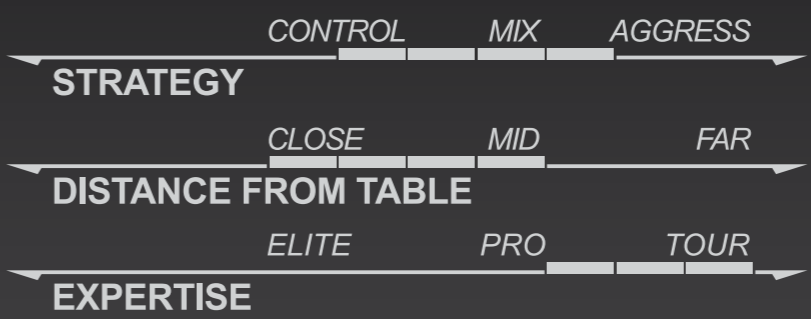 CONTROL MIX AGGRESS
STRATEGY
CLOSE MID FAR
DISTANCE FROM TABLE
ELITE PRO TOUR
EXPERTISE